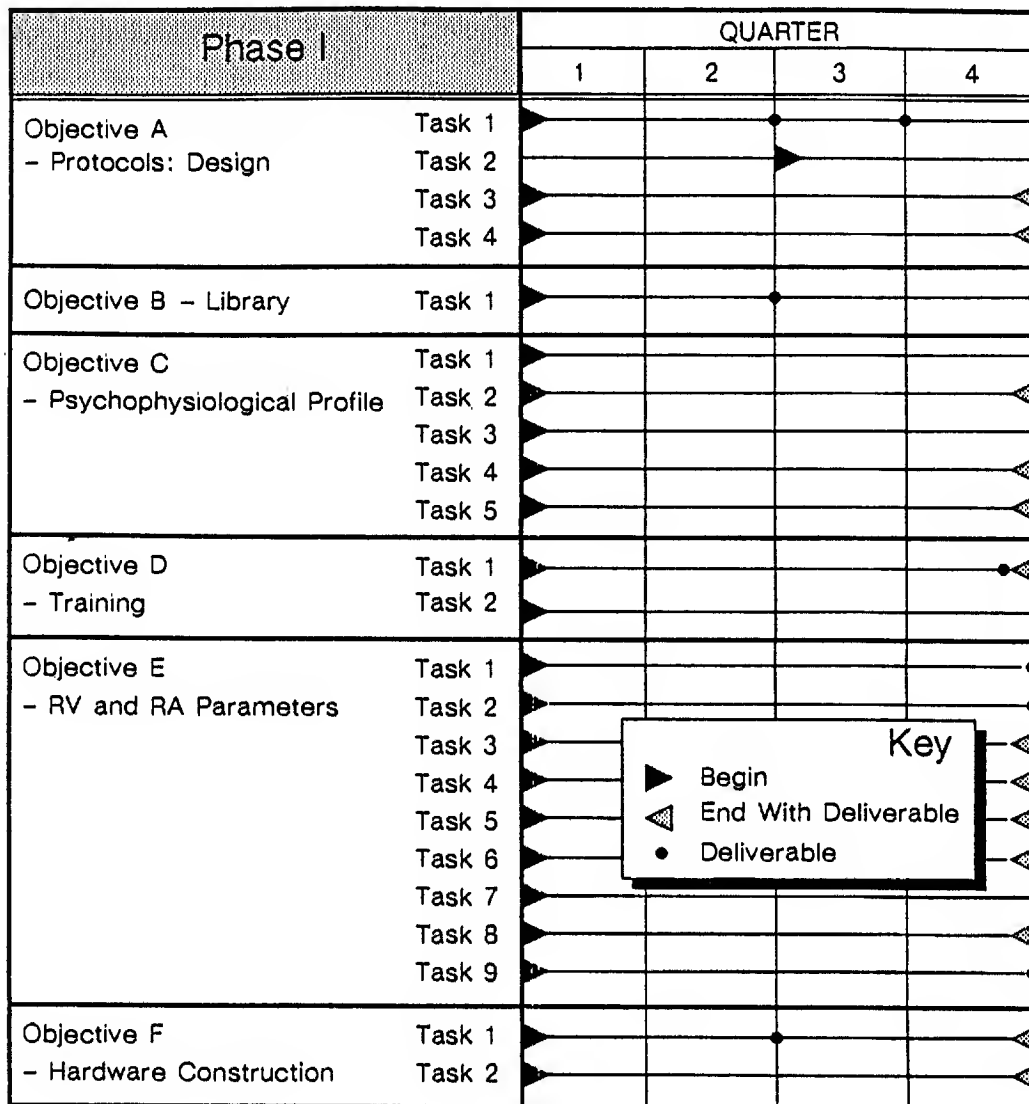 Phase I
QUARTER
1 2 3 4
Objective A Task 1
– Protocols: Design Task 2
Task 3
Task 4
Objective B – Library Task 1
Objective C Task 1
– Psychophysiological Profile Task 2
Task 3
Task 4
Task 5
Objective D Task 1
– Training Task 2
Objective E Task 1
– RV and RA Parameters Task 2
Task 3
Task 4
Task 5
Task 6
Task 7
Task 8
Task 9
Key
Begin
End With Deliverable
Deliverable
Objective F Task 1
– Hardware Construction Task 2